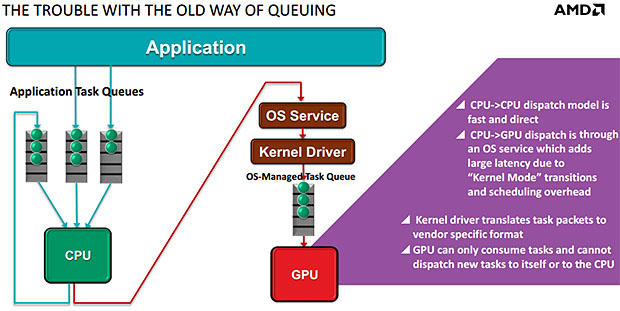 THE TROUBLE WITH THE OLD WAY OF QUEUING
AMD
Application
Application Task Queues
OS Service
Kernel Driver
OS-Managed Task Queue
CPU
GPU
CPU->CPU dispatch model is
fast and direct
CPU->GPU dispatch is through
an OS service which adds
large latency due to
“Kernel Mode” transitions
and scheduling overhead
Kernel driver translates task packets to
vendor specific format
GPU can only consume tasks and cannot
dispatch new tasks to itself or to the CPU